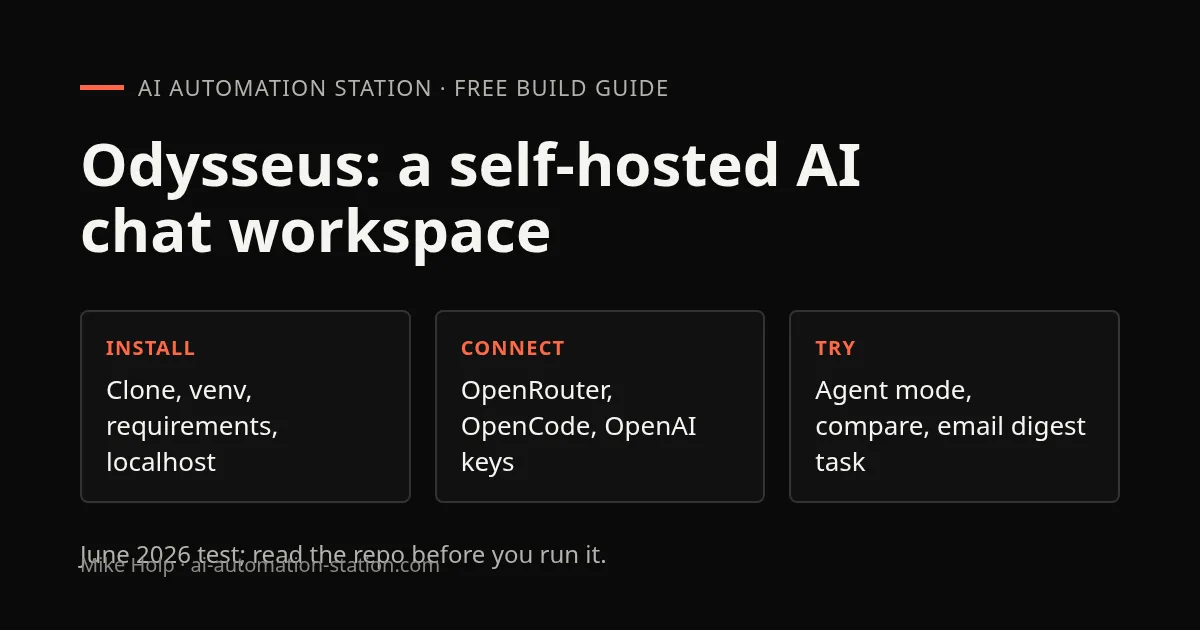 AI AUTOMATION STATION · FREE BUILD GUIDE
Odysseus: a self-hosted AI
chat workspace
INSTALL
Clone, venv,
requirements,
localhost
CONNECT
OpenRouter,
OpenCode, OpenAI
keys
TRY
Agent mode,
compare, email digest
task
June 2026 test; read the repo before you run it.
Mike Holp · ai-automation-station.com